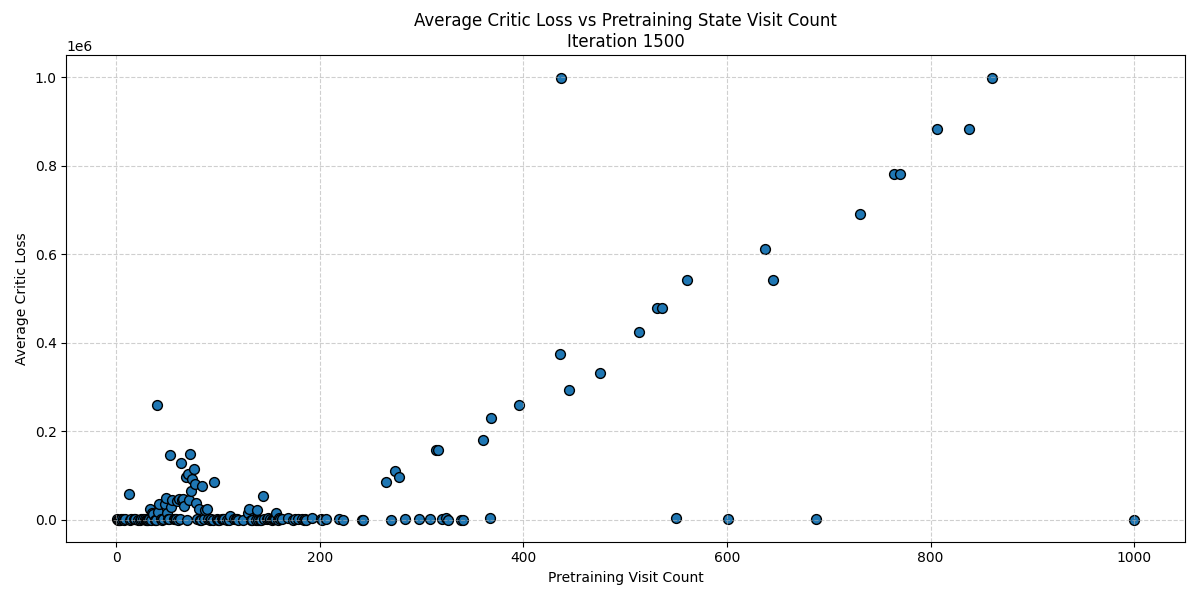 Average Critic Loss vs Pretraining State Visit Count
Iteration 1500
1e6
1.0
0.8
0.6
0.4
0.2
0.0
Average Critic Loss
0 200 400 600 800 1000
Pretraining Visit Count